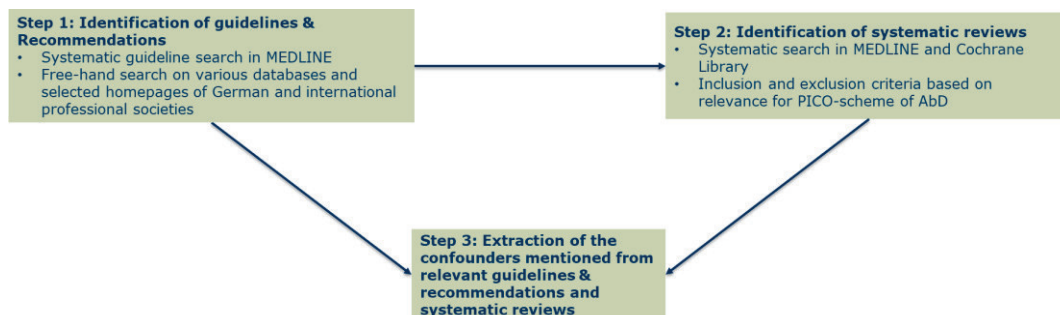 Step 1: Identification of guidelines &
Recommendations
• Systematic guideline search in MEDLINE
• Free-hand search on various databases and
selected homepages of German and international
professional societies
Step 2: Identification of systematic reviews
• Systematic search in MEDLINE and Cochrane
Library
• Inclusion and exclusion criteria based on
relevance for PICO-scheme of AbD
Step 3: Extraction of the
confounders mentioned from
relevant guidelines &
recommendations and
systematic reviews